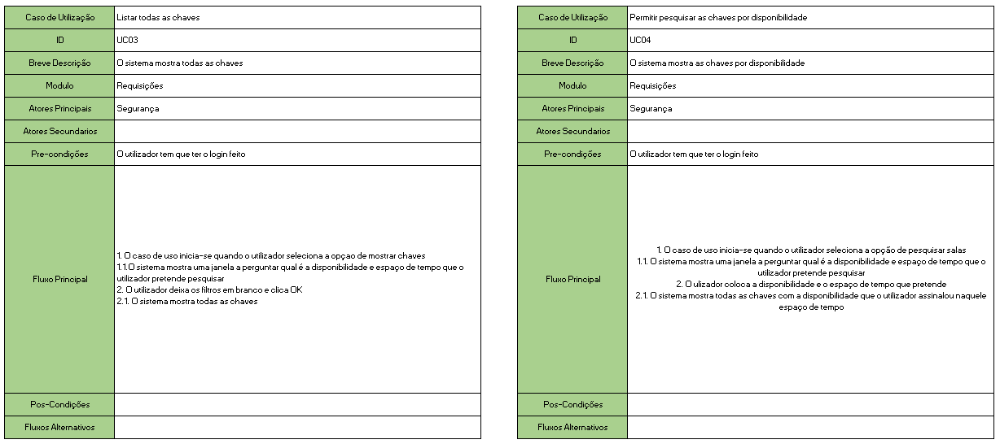 Caso de Utilização Listar todas as chaves
ID UC03
Breve Descrição O sistema mostra todas as chaves
Modulo Requisições
Atores Principais Segurança
Atores Secundarios
Pre-condições O utilizador tem que ter o login feito
Fluxo Principal
1. O caso de uso inicia-se quando o utilizador seleciona a opçao de mostrar chaves
1.1.O sistema mostra uma janela a perguntar qual é a disponibilidade e espaço de tempo que o
utilizador pretende pesquisar
2. O utilizador deixa os filtros em branco e clica OK
2.1. O sistema mostra todas as chaves
Pos-Condições
Fluxos Alternativos
Caso de Utilização Permitir pesquisar as chaves por disponibilidade
ID UC04
Breve Descrição O sistema mostra as chaves por disponibilidade
Modulo Requisições
Atores Principais Segurança
Atores Secundarios
Pre-condições O utilizador tem que ter o login feito
Fluxo Principal
1. O caso de uso inicia-se quando o utilizador seleciona a opção de pesquisar salas
1.1. O sistema mostra uma janela a perguntar qual é a disponibilidade e espaço de tempo que o
utilizador pretende pesquisar
2. O ulizador coloca a disponibilidade e o espaço de tempo que pretende
2.1. O sistema mostra todas as chaves com a disponibilidade que o utilizador assinalou naquele
espaço de tempo
Pos-Condições
Fluxos Alternativos